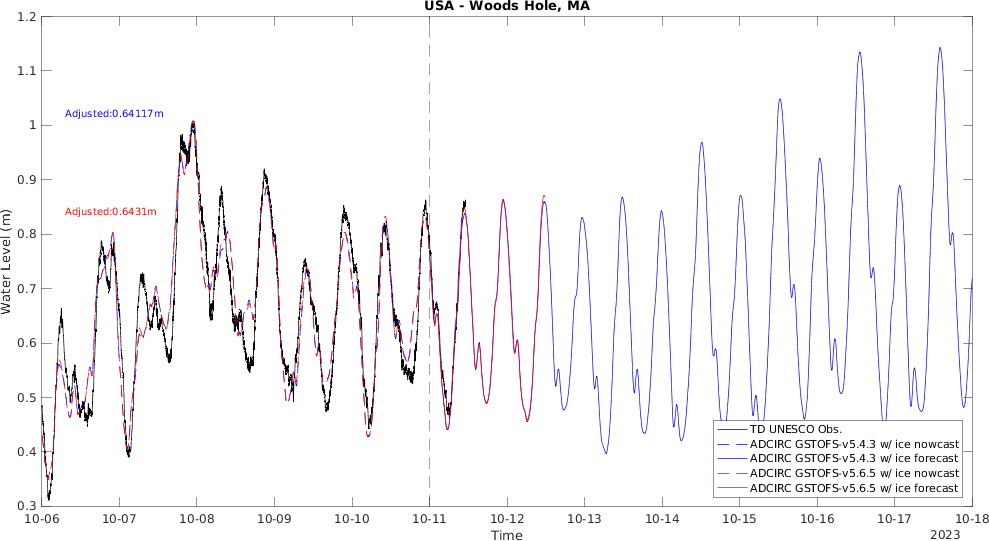 USA - Woods Hole, MA
1.2
1.1
1
0.9
0.8
0.7
0.6
0.5
0.4
0.3
Water Level (m)
Adjusted:0.64117m
Adjusted:0.6431m
TD UNESCO Obs.
ADCIRC GSTOFS-v5.4.3 w/ ice nowcast
ADCIRC GSTOFS-v5.4.3 w/ ice forecast
ADCIRC GSTOFS-v5.6.5 w/ ice nowcast
ADCIRC GSTOFS-v5.6.5 w/ ice forecast
10-06 10-07 10-08 10-09 10-10 10-11 10-12 10-13 10-14 10-15 10-16 10-17 10-18
Time
2023